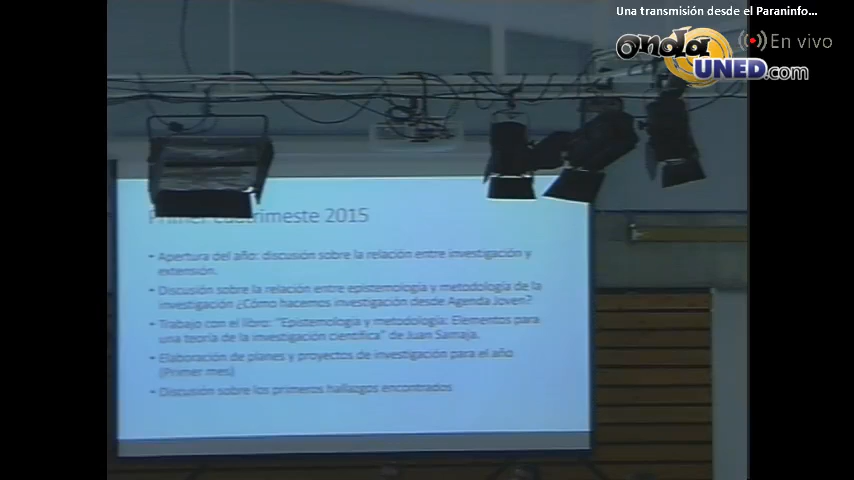 Una transmisión desde el Paraninfo...
onda
UNED.com
En vivo
Primer cuatrimeste 2015
• Apertura del año: discusión sobre la relación entre investigación y
extensión.
• Discusión sobre la relación entre epistemología y metodología de la
investigación ¿Cómo hacemos investigación desde Agenda Joven?
• Trabajo con el libro: "Epistemología y metodología. Elementos para
una teoría de la investigación científica" de Juan Samaja.
• Elaboración de planes y proyectos de investigación para el año
(Primer mes)
• Discusión sobre los primeros hallazgos encontrados